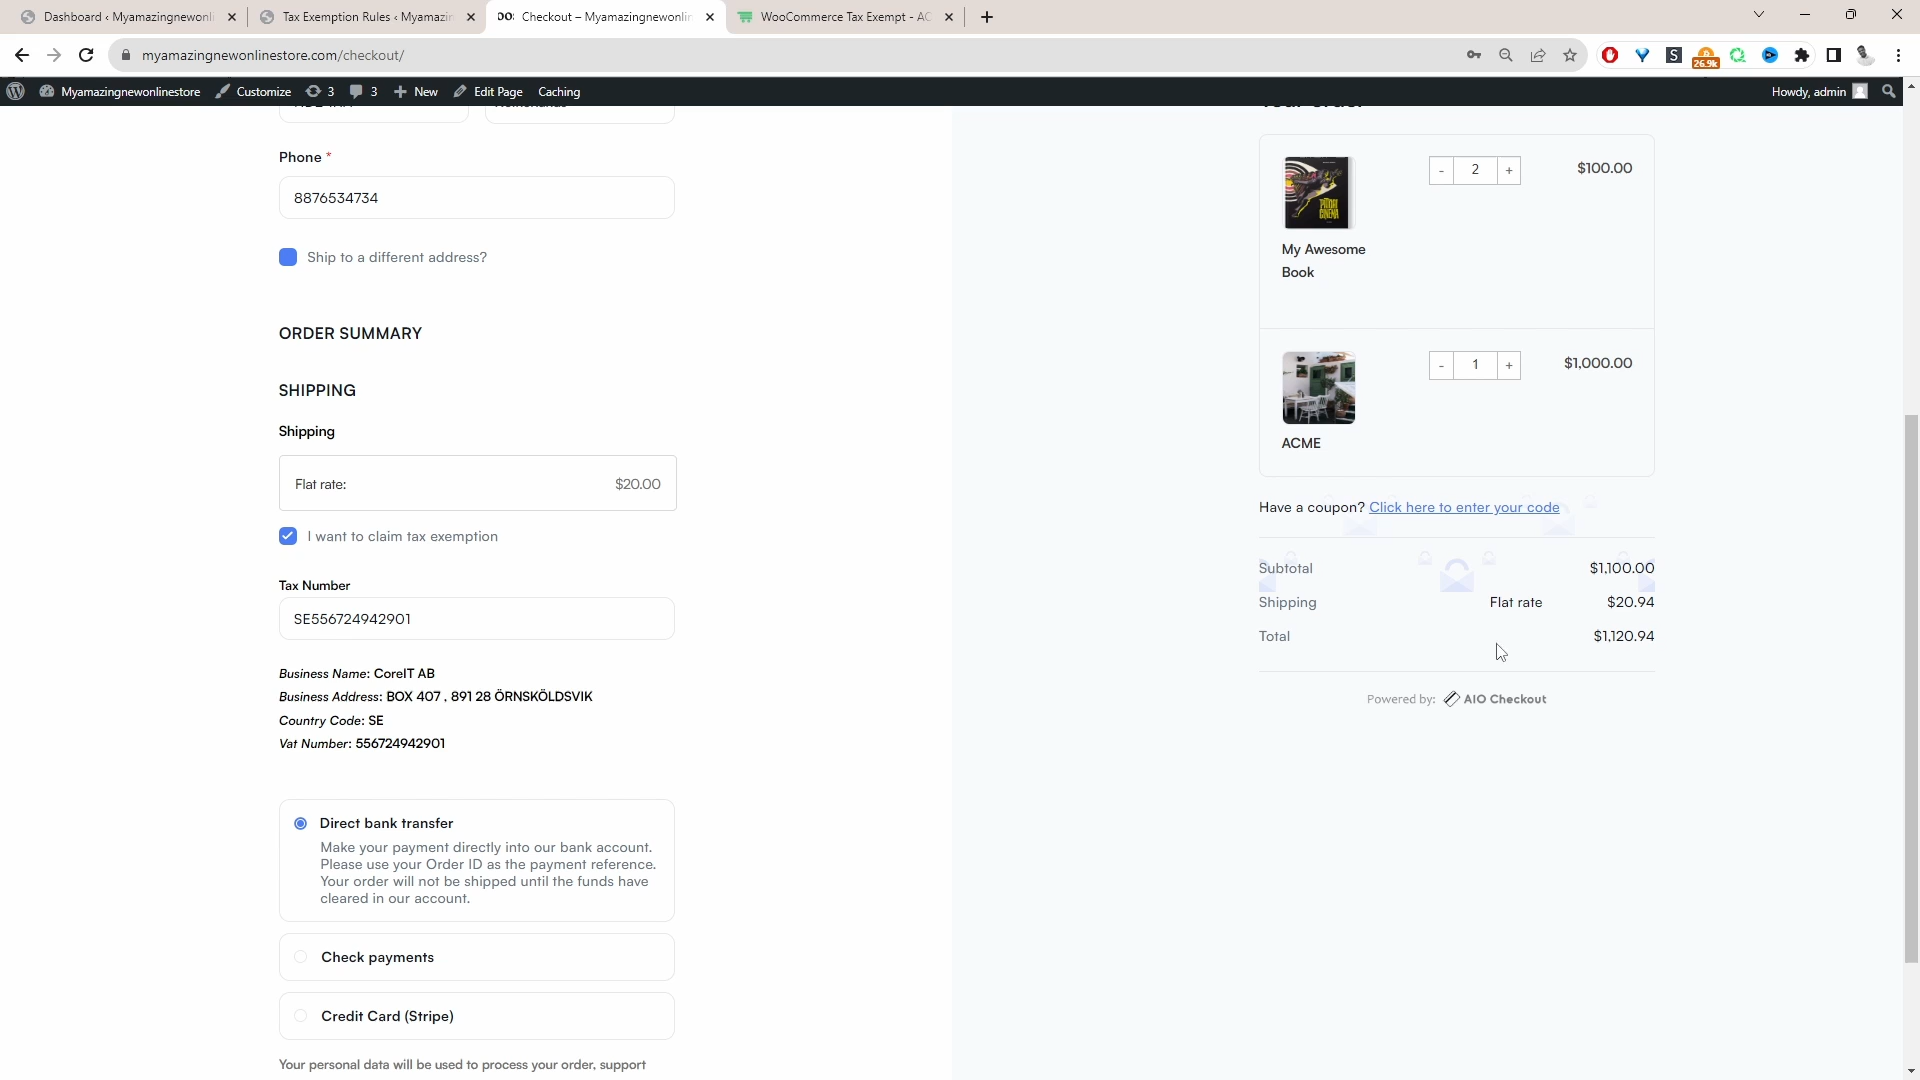 Dashboard ‹ Myamazingnewonli
Tax Exemption Rules ‹ Myamazin
Checkout – Myamazingnewonlin
WooCommerce Tax Exempt - AC
myamazingnewonlinestore.com/checkout/
S
26.9k
Myamazingnewonlinestore
Customize
3
3
New
Edit Page
Caching
Howdy, admin
Phone *
8876534734
Ship to a different address?
ORDER SUMMARY
SHIPPING
Shipping
Flat rate:
$20.00
I want to claim tax exemption
Tax Number
SE556724942901
Business Name: CoreIT AB
Business Address: BOX 407 , 891 28 ÖRNSKÖLDSVIK
Country Code: SE
Vat Number: 556724942901
Direct bank transfer
Make your payment directly into our bank account.
Please use your Order ID as the payment reference.
Your order will not be shipped until the funds have
cleared in our account.
Check payments
Credit Card (Stripe)
Your personal data will be used to process your order, support
- 2 +
$100.00
My Awesome
Book
- 1 +
$1,000.00
ACME
Have a coupon? Click here to enter your code
Subtotal
$1,100.00
Shipping
Flat rate
$20.94
Total
$1,120.94
Powered by: AIO Checkout